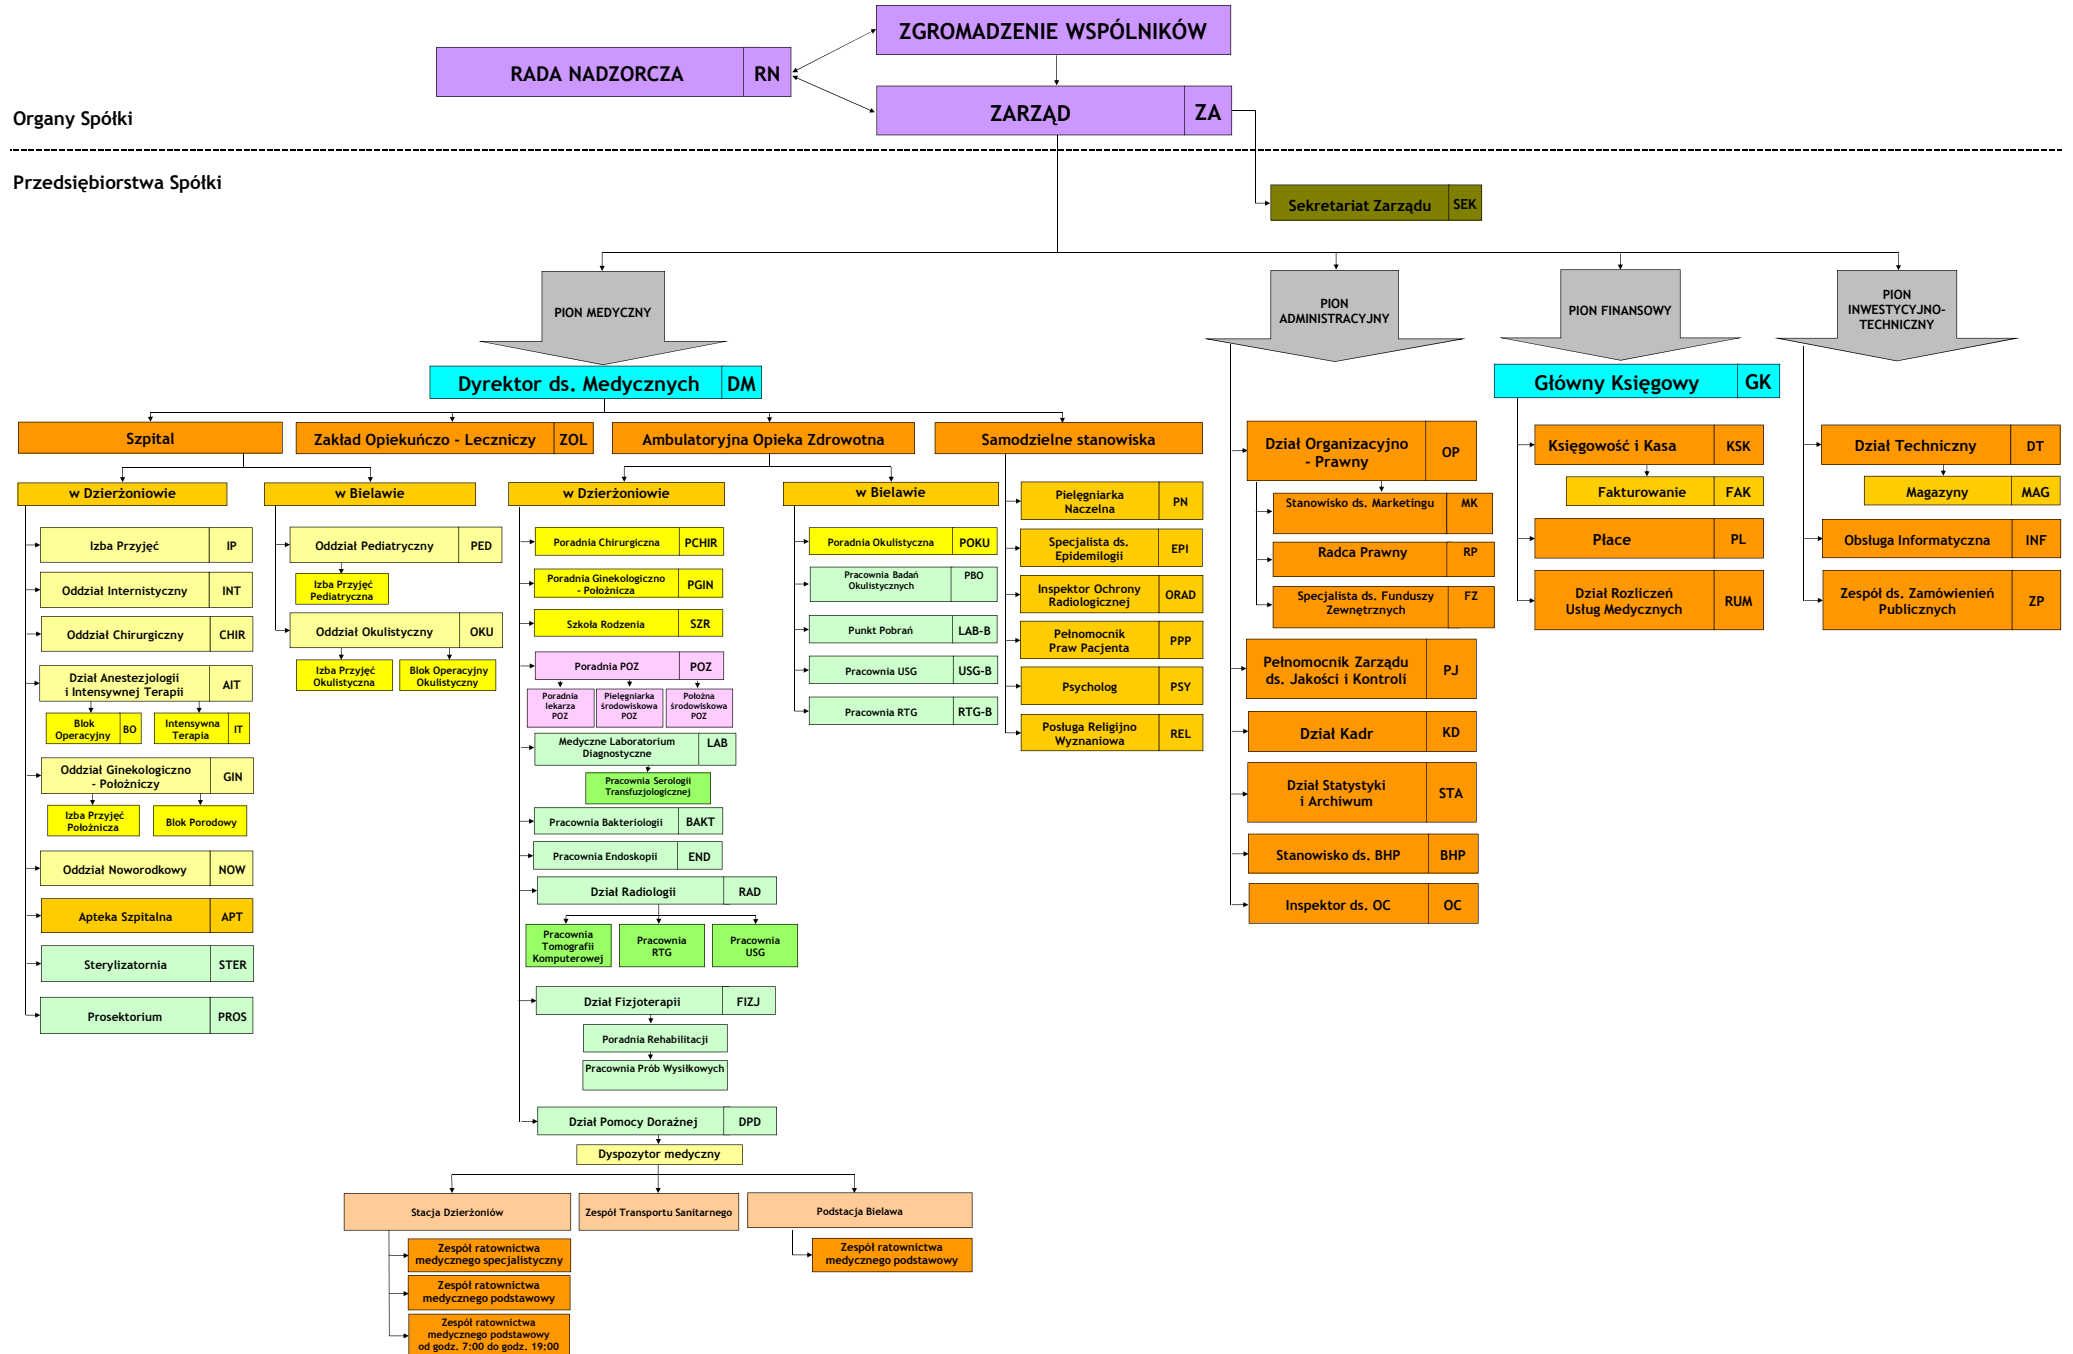 ZGROMADZENIE WSPÓLNIKÓW
RADA NADZORCZA RN
ZARZĄD ZA
Organy Spółki
Przedsiębiorstwa Spółki
Sekretariat Zarządu SEK
PION MEDYCZNY
PION
ADMINISTRACYJNY
PION FINANSOWY
PION
INWESTYCYJNO-
TECHNICZNY
Dyrektor ds. Medycznych DM
Główny Księgowy GK
Szpital
Zakład Opiekuńczo - Leczniczy ZOL
Ambulatoryjna Opieka Zdrowotna
Samodzielne stanowiska
w Dzierżoniowie
Izba Przyjęć IP
Oddział Internistyczny INT
Oddział Chirurgiczny CHIR
Dział Anestezjologii
i Intensywnej Terapii AIT
Blok
Operacyjny BO
Intensywna
Terapia IT
Oddział Ginekologiczno
- Położniczy GIN
Izba Przyjęć
Położnicza
Blok Porodowy
Oddział Noworodkowy NOW
Apteka Szpitalna APT
Sterylizatornia STER
Prosektorium PROS
w Bielawie
Oddział Pediatryczny PED
Izba Przyjęć
Pediatryczna
Oddział Okulistyczny OKU
Izba Przyjęć
Okulistyczna
Blok Operacyjny
Okulistyczny
w Dzierżoniowie
Poradnia Chirurgiczna PCHIR
Poradnia Ginekologiczno
- Położnicza PGIN
Szkoła Rodzenia SZR
Poradnia POZ POZ
Poradnia
lekarza
POZ
Pielęgniarka
środowiskowa
POZ
Położna
środowiskowa
POZ
Medyczne Laboratorium
Diagnostyczne LAB
Pracownia Serologii
Transfuzjologicznej
Pracownia Bakteriologii BAKT
Pracownia Endoskopii END
Dział Radiologii RAD
Pracownia
Tomografii
Komputerowej
Pracownia
RTG
Pracownia
USG
Dział Fizjoterapii FIZJ
Poradnia Rehabilitacji
Pracownia Prób Wysiłkowych
Dział Pomocy Doraźnej DPD
Dyspozytor medyczny
Stacja Dzierżoniów
Zespół Transportu Sanitarnego
Podstacja Bielawa
Zespół ratownictwa
medycznego specjalistyczny
Zespół ratownictwa
medycznego podstawowy
Zespół ratownictwa
medycznego podstawowy
od godz. 7:00 do godz. 19:00
Zespół ratownictwa
medycznego podstawowy
w Bielawie
Poradnia Okulistyczna POKU
Pracownia Badań
Okulistycznych PBO
Punkt Pobrań LAB-B
Pracownia USG USG-B
Pracownia RTG RTG-B
Pielęgniarka
Naczelna PN
Specjalista ds.
Epidemilogii EPI
Inspektor Ochrony
Radiologicznej ORAD
Pełnomocnik
Praw Pacjenta PPP
Psycholog PSY
Posługa Religijno
Wyznaniowa REL
Dział Organizacyjno
- Prawny OP
Stanowisko ds. Marketingu MK
Radca Prawny RP
Specjalista ds. Funduszy
Zewnętrznych FZ
Pełnomocnik Zarządu
ds. Jakości i Kontroli PJ
Dział Kadr KD
Dział Statystyki
i Archiwum STA
Stanowisko ds. BHP BHP
Inspektor ds. OC OC
Księgowość i Kasa KSK
Fakturowanie FAK
Płace PL
Dział Rozliczeń
Usług Medycznych RUM
Dział Techniczny DT
Magazyny MAG
Obsługa Informatyczna INF
Zespół ds. Zamówienień
Publicznych ZP